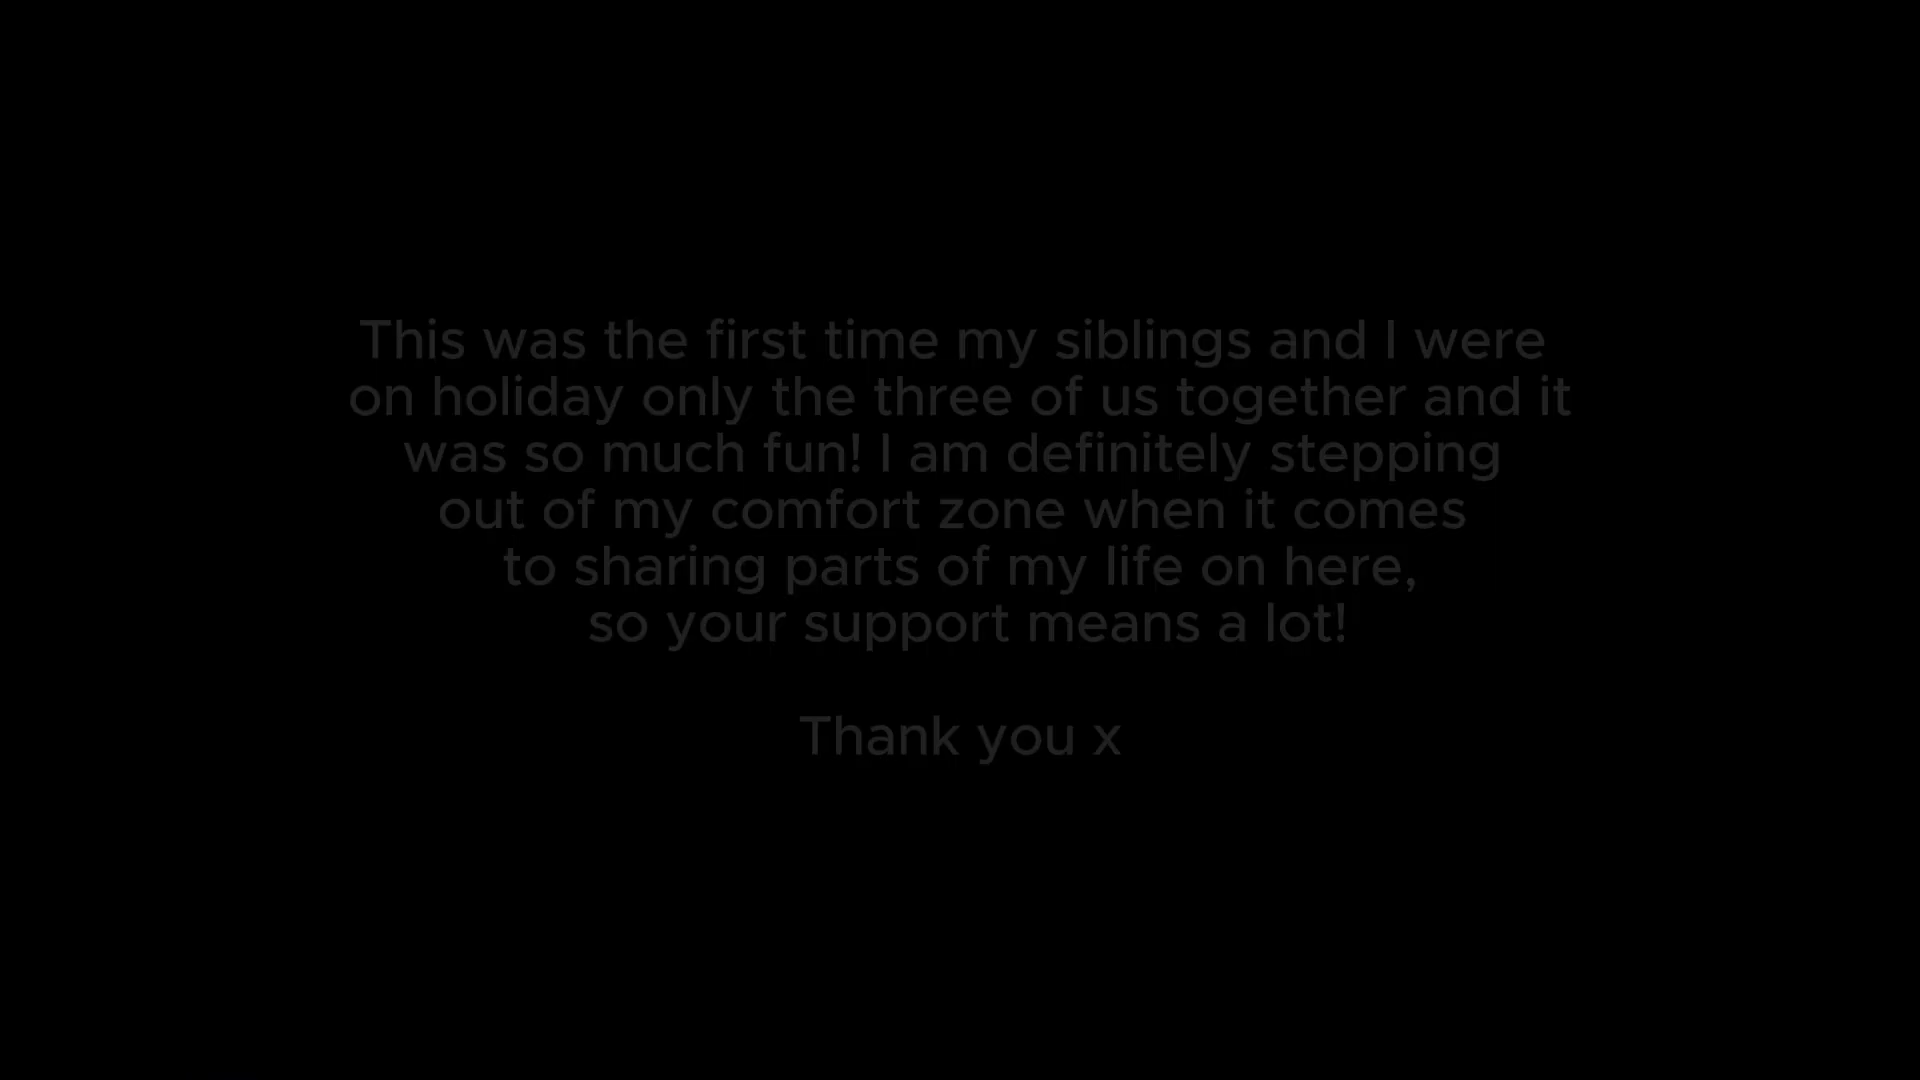 This was the first time my siblings and I were
on holiday only the three of us together and it
was so much fun! I am definitely stepping
out of my comfort zone when it comes
to sharing parts of my life on here,
so your support means a lot!
Thank you x